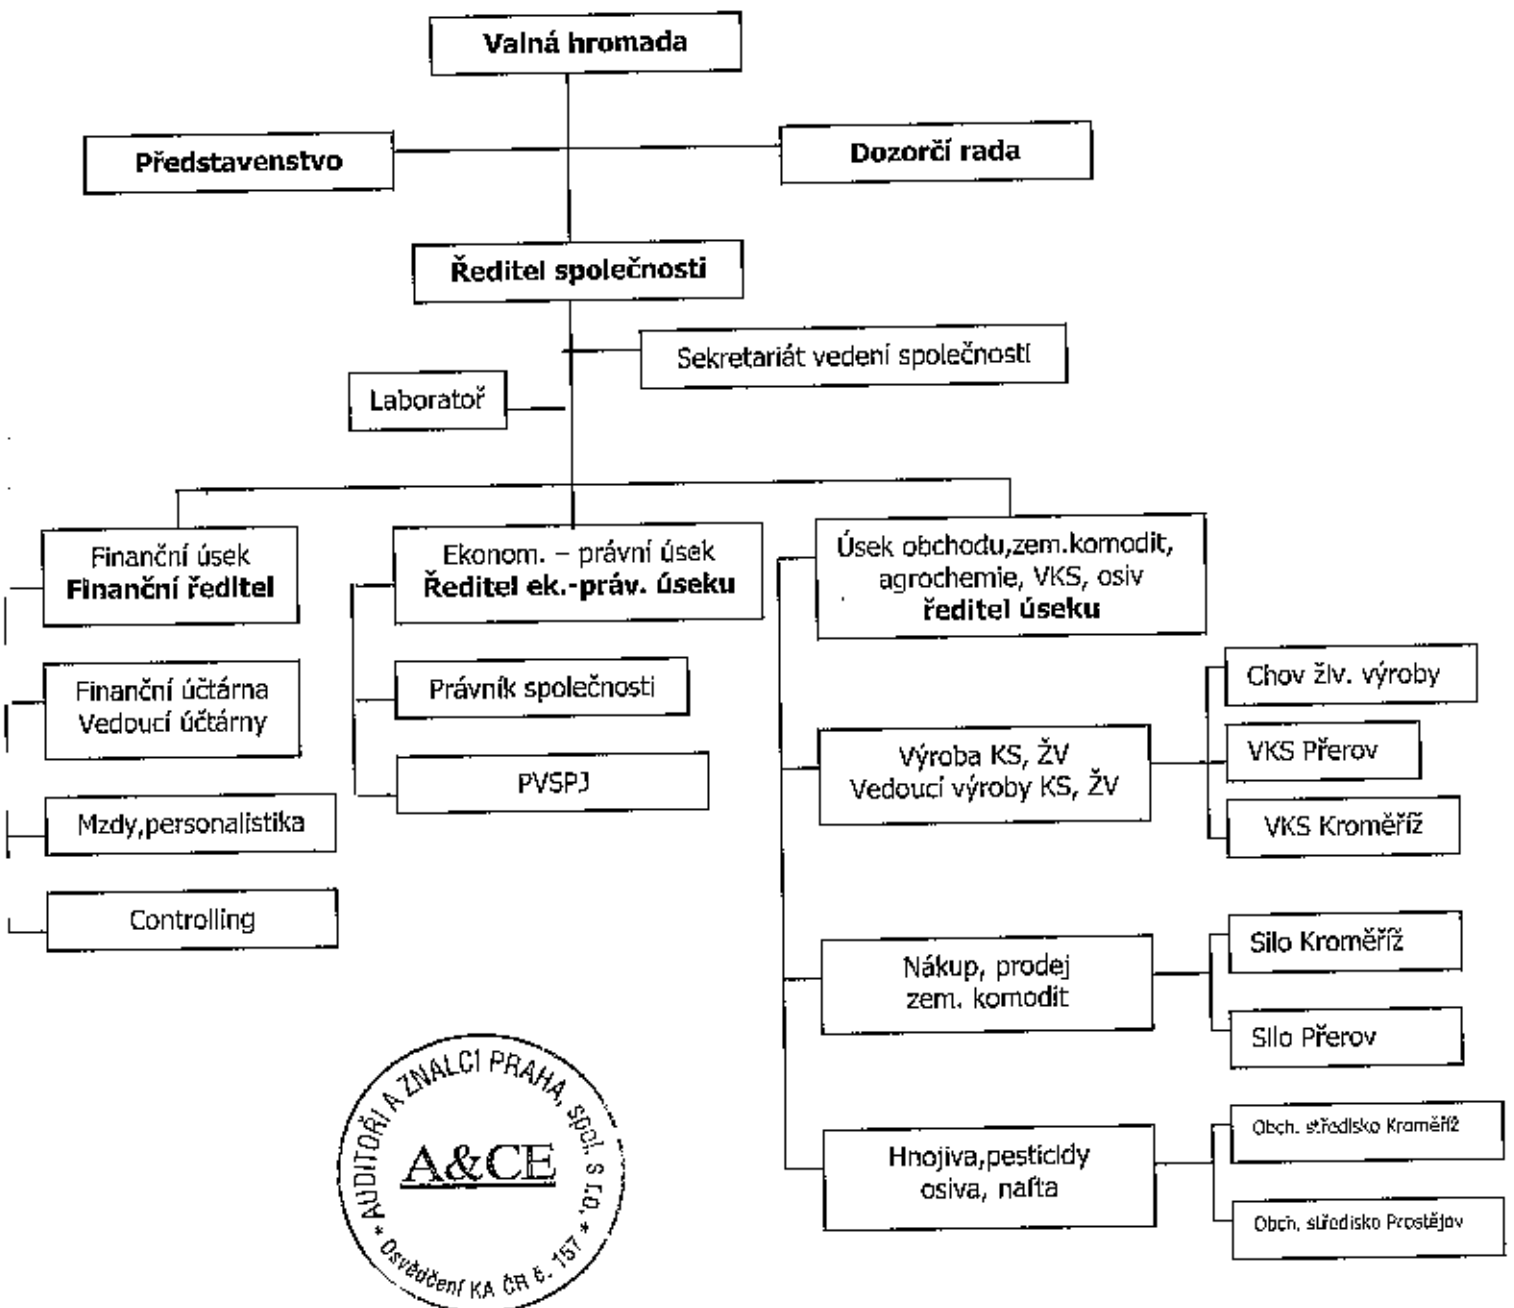 Valná hromada
Představenstvo
Dozorčí rada
Ředitel společnosti
Sekretariát vedení společností
Laboratoř
Finanční úsek
Finanční ředitel
Ekonom. – právní úsek
Ředitel ek.-práv. úseku
Úsek obchodu,zem.komodit,
agrochemie, VKS, osiv
ředitel úseku
Finanční účtárna
Vedoucí účtárny
Právník společnosti
Chov živ. výroby
Výroba KS, ŽV
Vedoucí výroby KS, ŽV
VKS Přerov
PVSPJ
Mzdy,personalistika
VKS Kroměříž
Controlling
Silo Kroměříž
Nákup, prodej
zem. komodit
Silo Přerov
Obch. středisko Kroměříž
Hnojiva,pesticidy
osiva, nafta
Obch. středisko Prostějov
* AUDITOŘI A ZNALCI PRAHA, spol. s r.o. *
A&CE
Osvědčení KA ČR č. 157